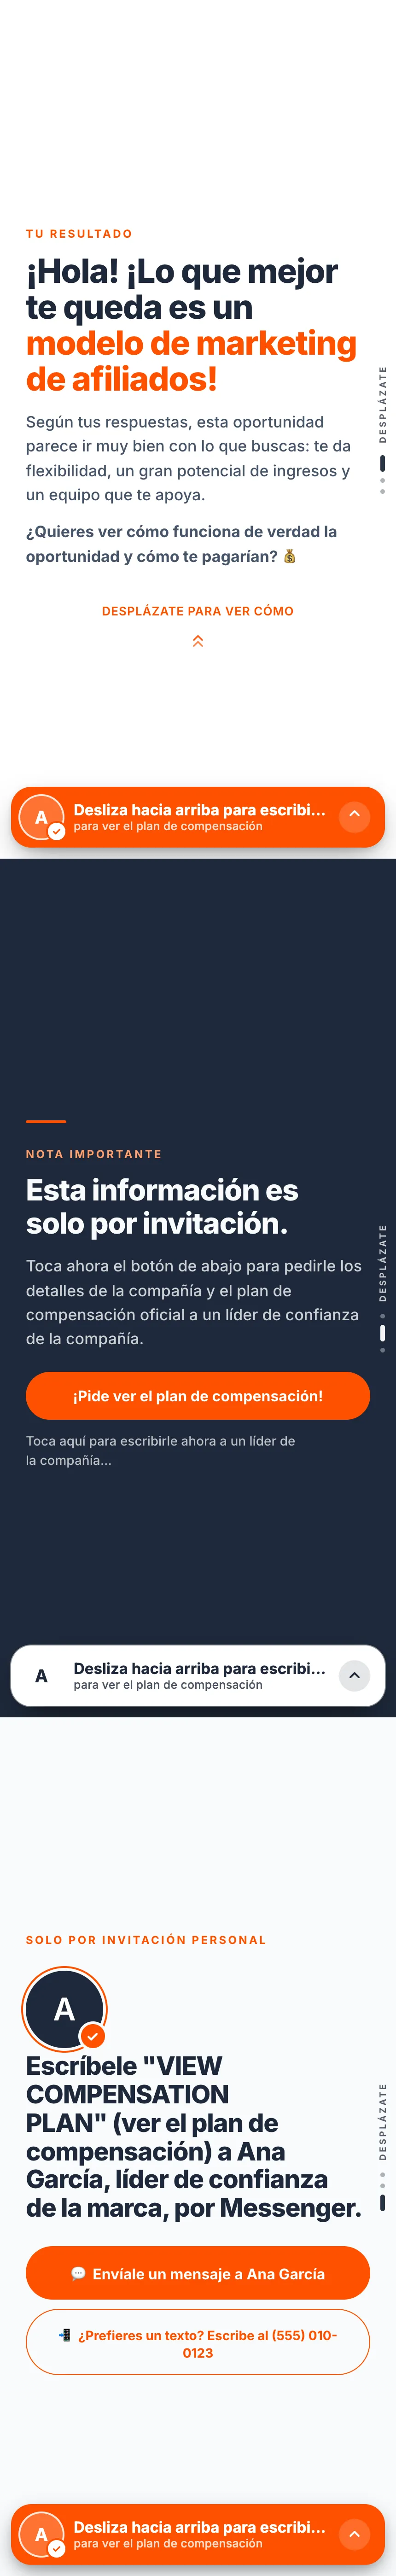 TU RESULTADO
¡Hola! ¡Lo que mejor
te queda es un
modelo de marketing
de afiliados!
Según tus respuestas, esta oportunidad
parece ir muy bien con lo que buscas: te da
flexibilidad, un gran potencial de ingresos y
un equipo que te apoya.
¿Quieres ver cómo funciona de verdad la
oportunidad y cómo te pagarían? 💰
DESPLÁZATE
DESPLÁZATE PARA VER CÓMO
A
Desliza hacia arriba para escribi...
para ver el plan de compensación
NOTA IMPORTANTE
Esta información es
solo por invitación.
DESPLÁZATE
Toca ahora el botón de abajo para pedirle los
detalles de la compañía y el plan de
compensación oficial a un líder de confianza
de la compañía.
¡Pide ver el plan de compensación!
Toca aquí para escribirle ahora a un líder de
la compañía...
A
Desliza hacia arriba para escribi...
para ver el plan de compensación
SOLO POR INVITACIÓN PERSONAL
A
Escríbele "VIEW
COMPENSATION
PLAN" (ver el plan de
compensación) a Ana
García, líder de confianza
de la marca, por Messenger.
DESPLÁZATE
💬 Envíale un mensaje a Ana García
📲 ¿Prefieres un texto? Escribe al (555) 010-
0123
A
Desliza hacia arriba para escribi...
para ver el plan de compensación